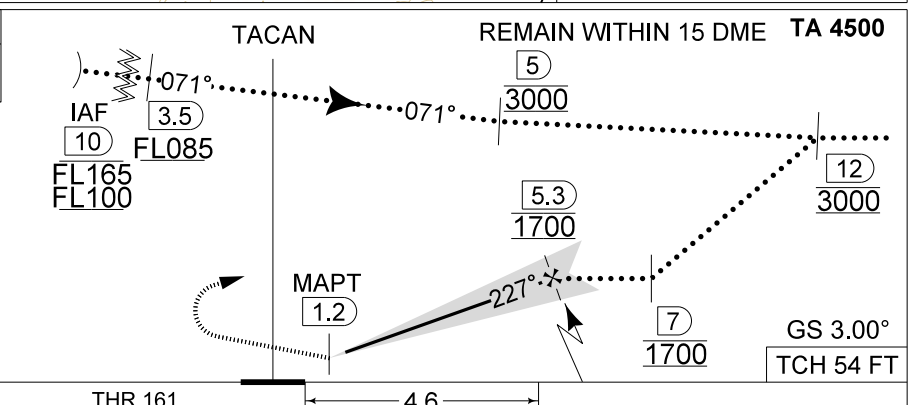 TACAN
REMAIN WITHIN 15 DME
TA 4500
071°
071°
IAF
10
FL165
FL100
3.5
FL085
5
3000
12
3000
5.3
1700
MAPT
1.2
227°
7
1700
GS 3.00°
TCH 54 FT
THR 161
4.6